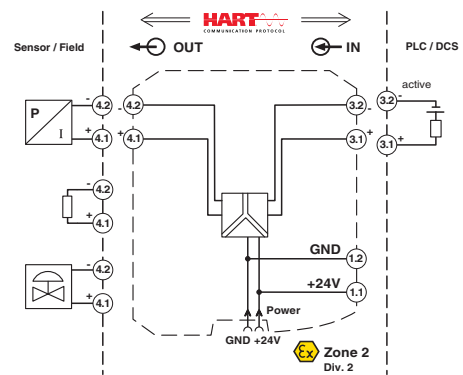 HART
COMMUNICATION PROTOCOL
Sensor / Field
OUT
IN
PLC / DCS
active
P
I
-
4.2
4.2
-
-
3.2
3.2
-
+
4.1
+
4.1
3.1
+
3.1
+
-
4.2
+
4.1
GND
1.2
-
4.2
+24V
1.1
+
4.1
Power
GND +24V
Ex
Zone 2
Div. 2